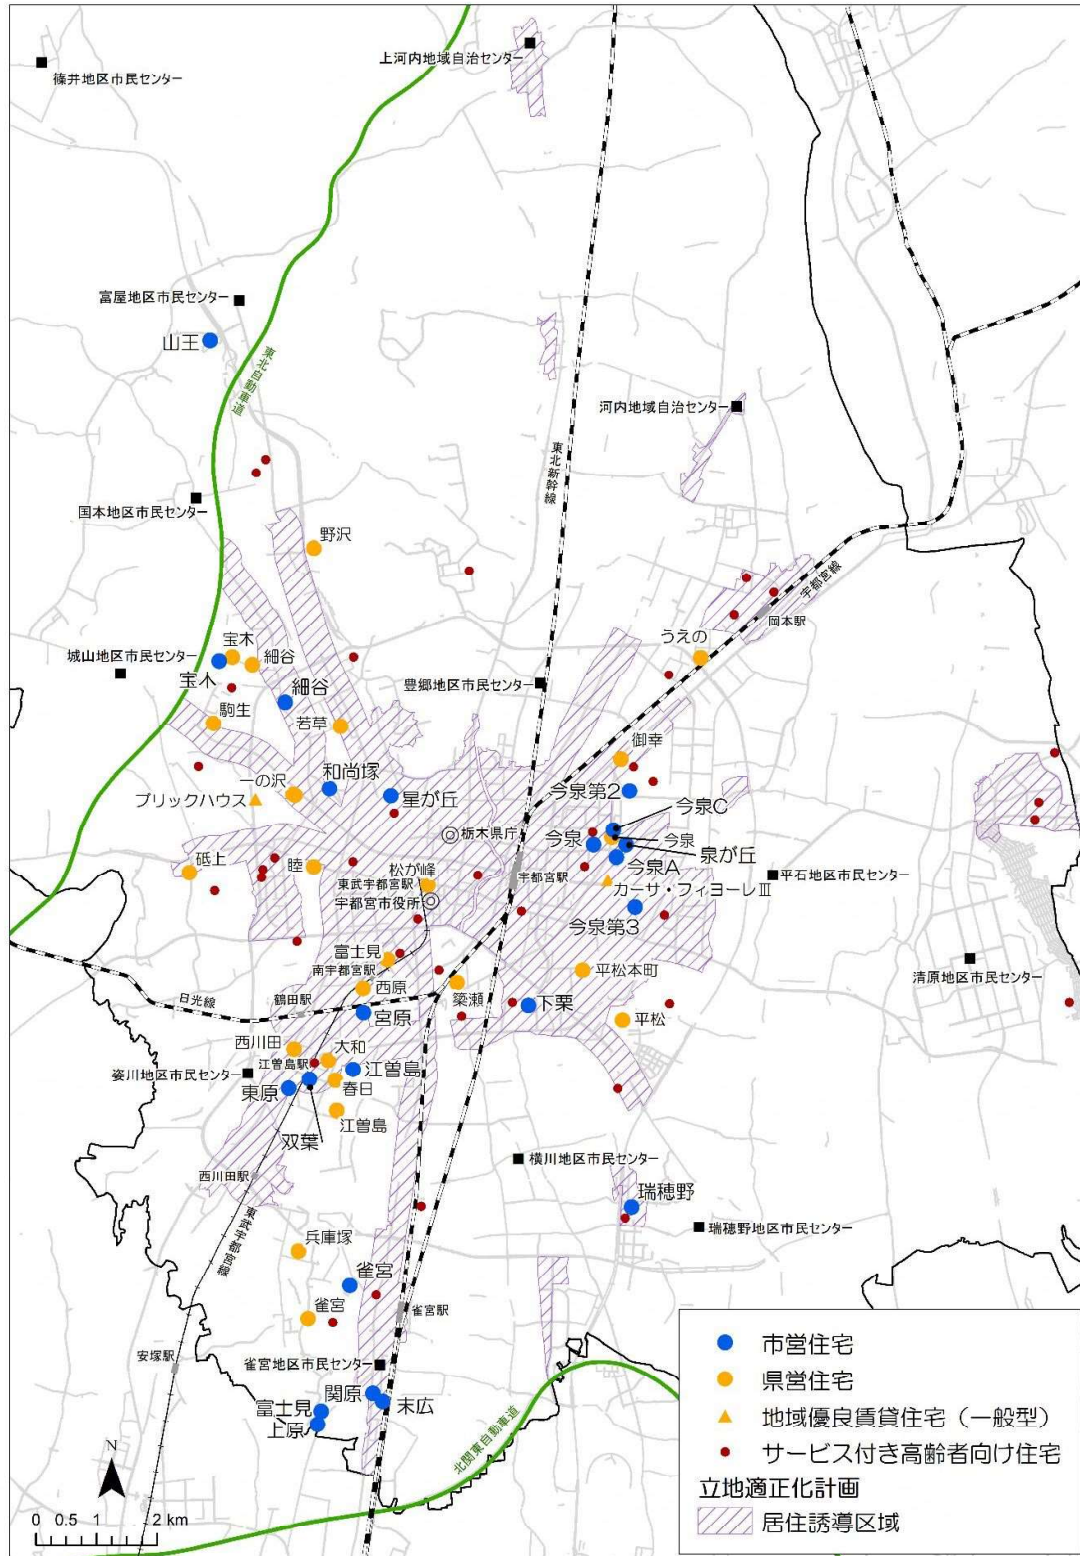 上河内地域自治センター
篠井地区市民センター
富屋地区市民センター
山王
東北自動車道
河内地域自治センター
東北新幹線
国本地区市民センター
野沢
宇都宮線
岡本駅
うえの
宝木
城山地区市民センター
細谷
宝木
豊郷地区市民センター
細谷
駒生
若草
御幸
和尚塚
一の沢
今泉第2
ブリックハウス
星が丘
今泉C
栃木県庁
今泉
今泉
泉が丘
今泉A
砥上
睦
松が峰
宇都宮駅
平石地区市民センター
東武宇都宮駅
カーサ・フィヨーレⅢ
宇都宮市役所
今泉第3
富士見
南宇都宮駅
平松本町
清原地区市民センター
西原
簗瀬
日光線
鶴田駅
下栗
宮原
平松
西川田
大和
江曽島駅
江曽島
姿川地区市民センター
東原
春日
江曽島
双葉
横川地区市民センター
西川田駅
瑞穂野
東武宇都宮線
瑞穂野地区市民センター
兵庫塚
雀宮
雀宮
雀宮駅
安塚駅
雀宮地区市民センター
関原
末広
富士見
上原
北関東自動車道
N
0 0.5 1 2 km
市営住宅
県営住宅
地域優良賃貸住宅（一般型）
サービス付き高齢者向け住宅
立地適正化計画
居住誘導区域